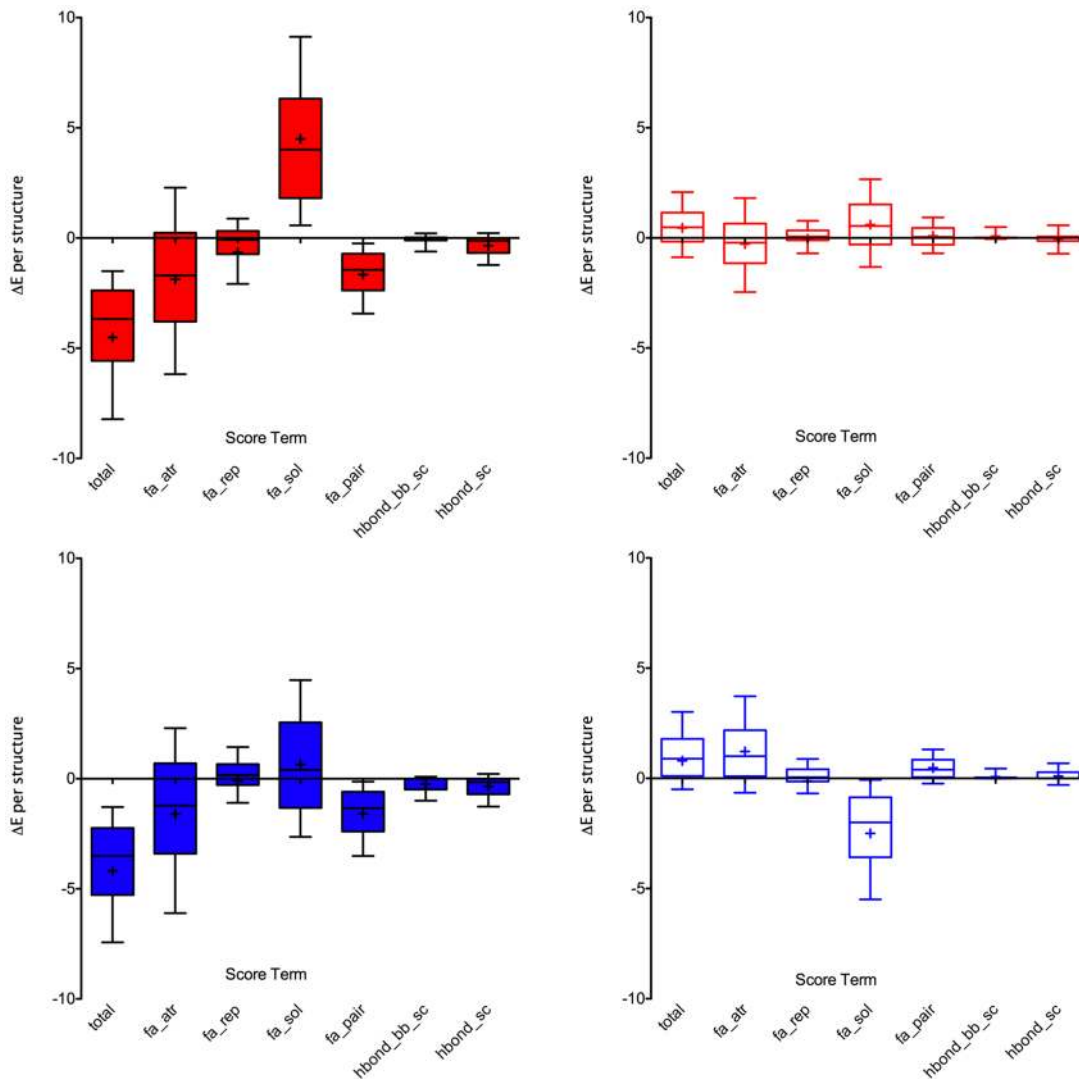 10
5
0
-5
-10
ΔE per structure
Score Term
total
fa_atr
fa_rep
fa_sol
fa_pair
hbond_bb_sc
hbond_sc
10
5
0
-5
-10
ΔE per structure
Score Term
total
fa_atr
fa_rep
fa_sol
fa_pair
hbond_bb_sc
hbond_sc
10
5
0
-5
-10
ΔE per structure
Score Term
total
fa_atr
fa_rep
fa_sol
fa_pair
hbond_bb_sc
hbond_sc
10
5
0
-5
-10
ΔE per structure
Score Term
total
fa_atr
fa_rep
fa_sol
fa_pair
hbond_bb_sc
hbond_sc